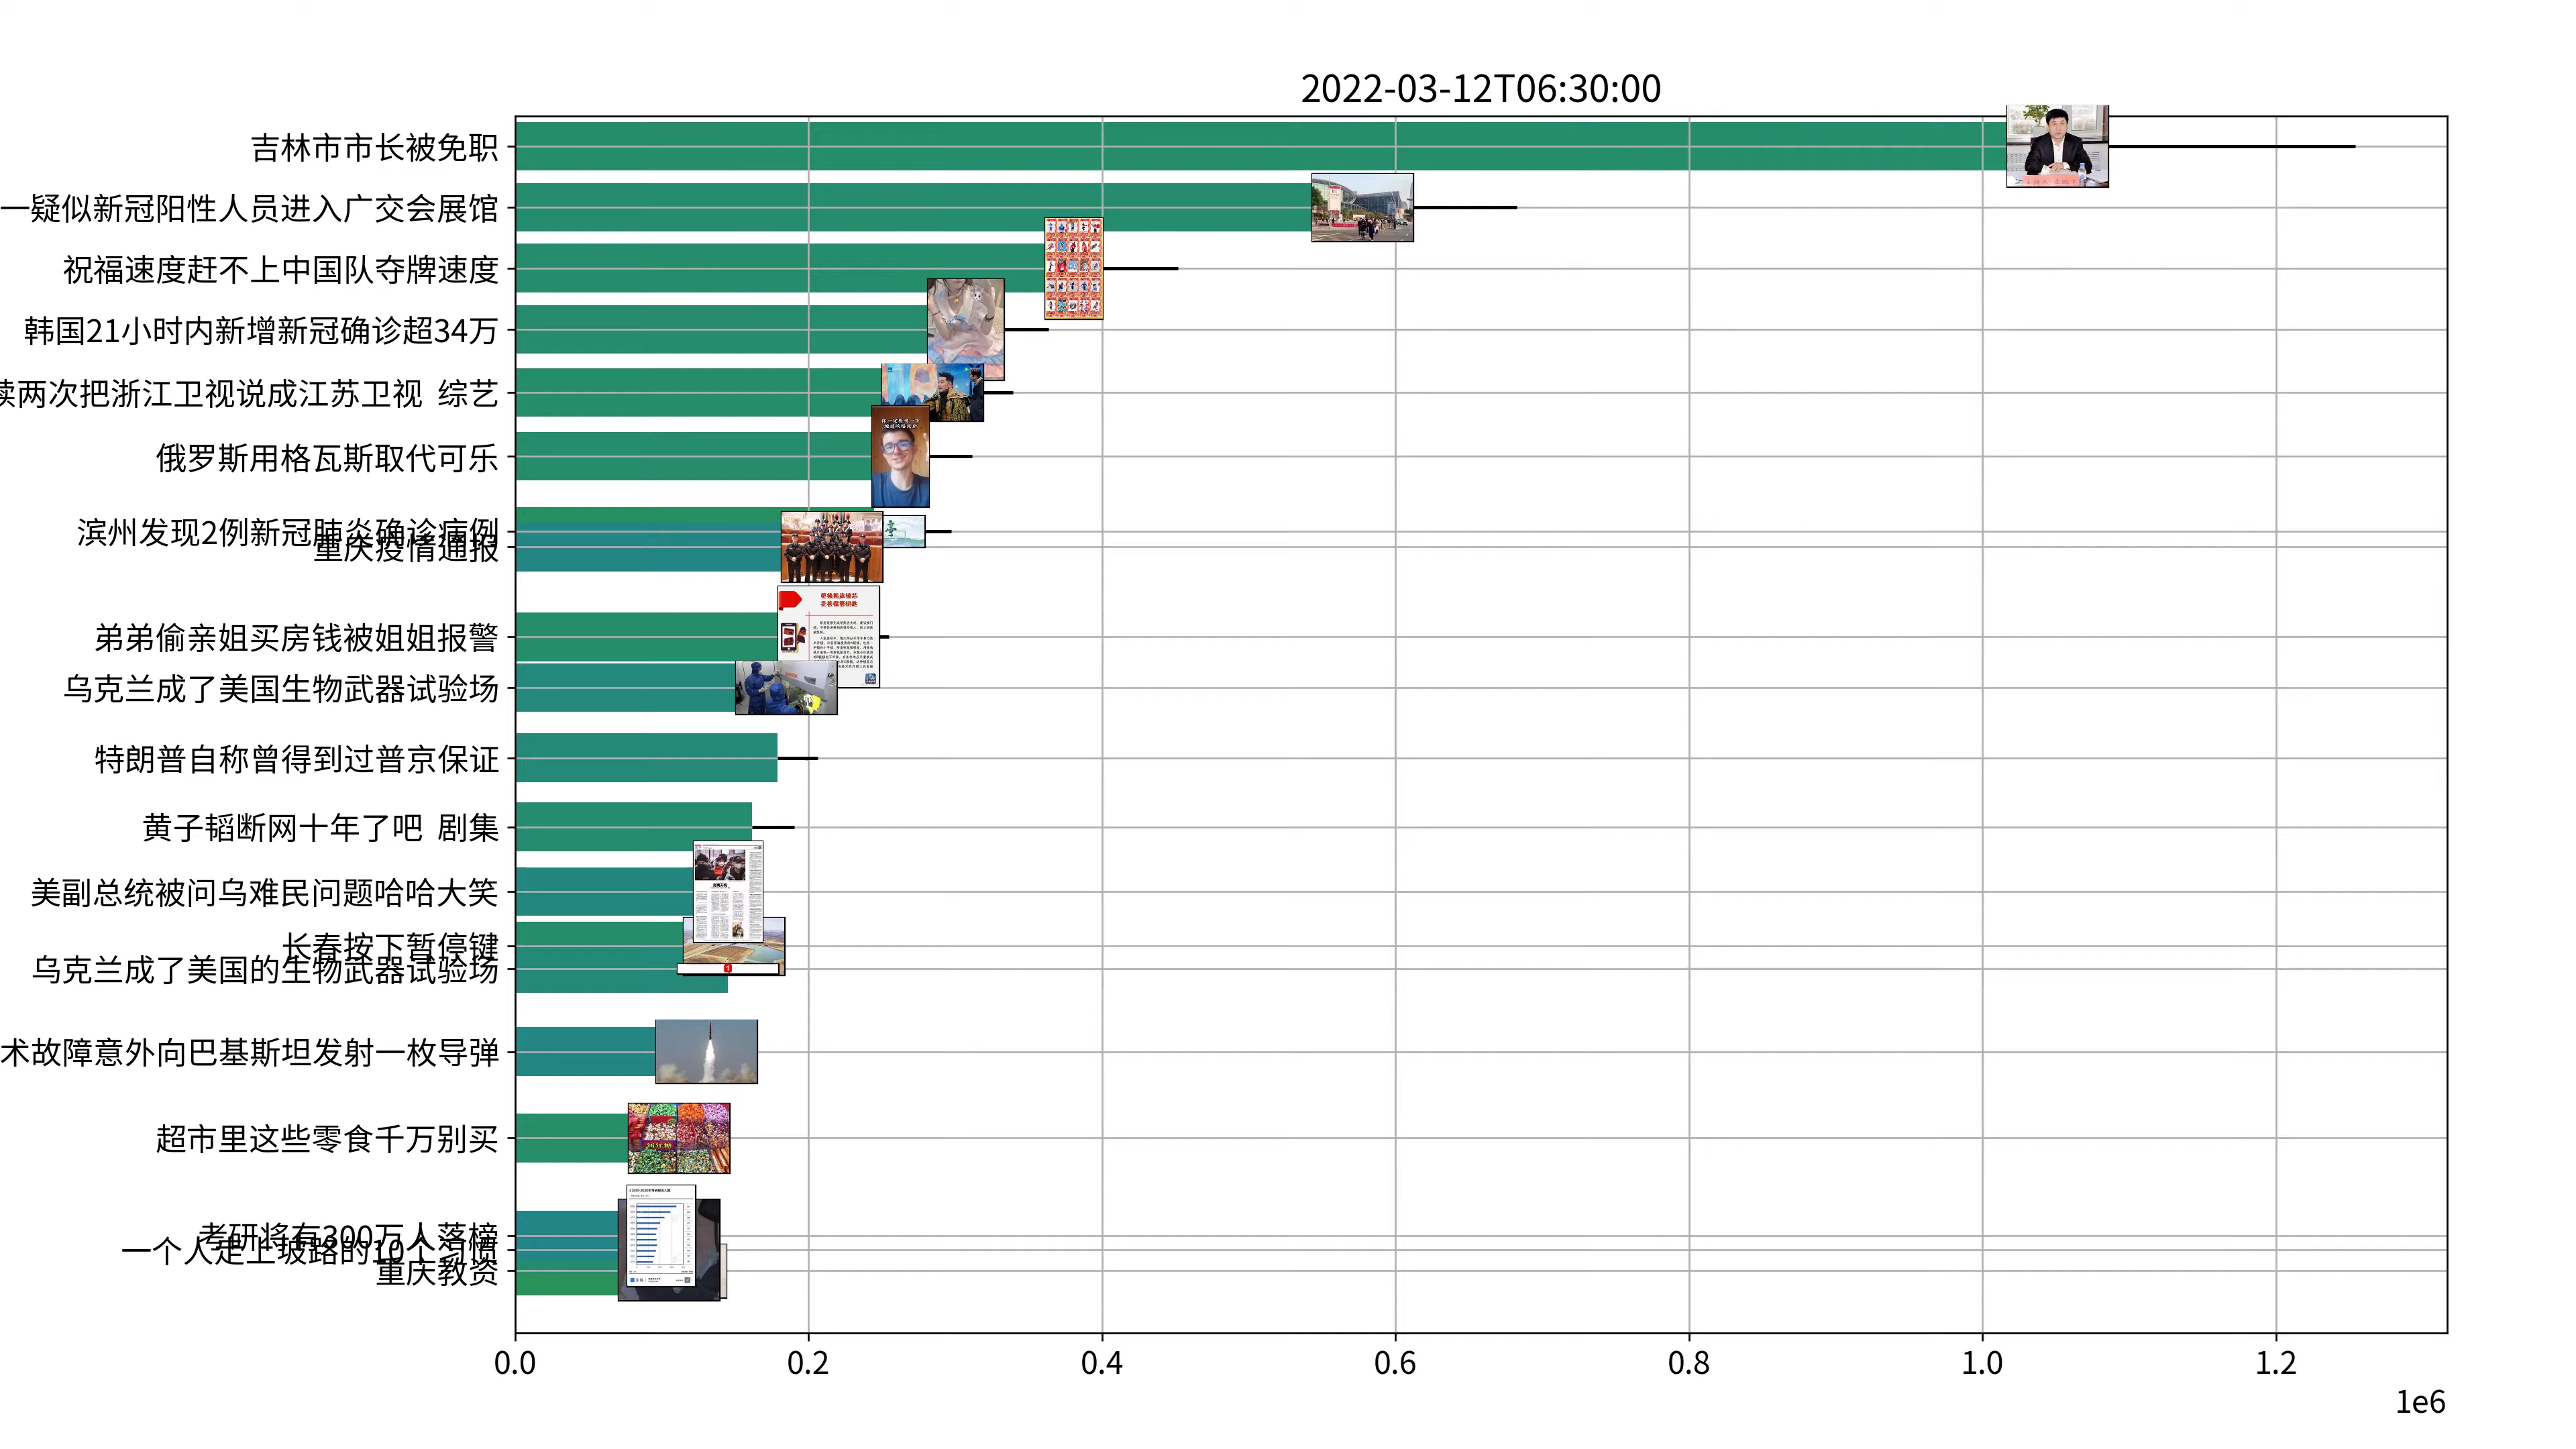 2022-03-12T06:30:00
吉林市市长被免职
一疑似新冠阳性人员进入广交会展馆
祝福速度赶不上中国队夺牌速度
韩国21小时内新增新冠确诊超34万
续两次把浙江卫视说成江苏卫视 综艺
俄罗斯用格瓦斯取代可乐
滨州发现2例新冠肺炎确诊病例
重庆疫情通报
弟弟偷亲姐买房钱被姐姐报警
乌克兰成了美国生物武器试验场
特朗普自称曾得到过普京保证
黄子韬断网十年了吧 剧集
美副总统被问乌难民问题哈哈大笑
长春按下暂停键
乌克兰成了美国的生物武器试验场
术故障意外向巴基斯坦发射一枚导弹
超市里这些零食千万别买
考研将有300万人落榜
一个人走上坡路的10个习惯
重庆教资
0.0 0.2 0.4 0.6 0.8 1.0 1.2
1e6